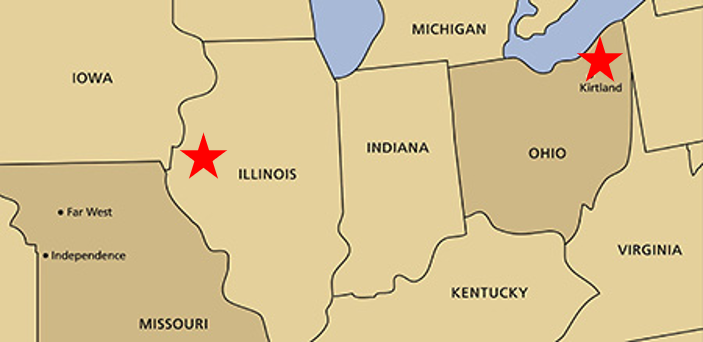 MICHIGAN
IOWA
Kirtland
INDIANA
OHIO
ILLINOIS
Far West
Independence
VIRGINIA
KENTUCKY
MISSOURI